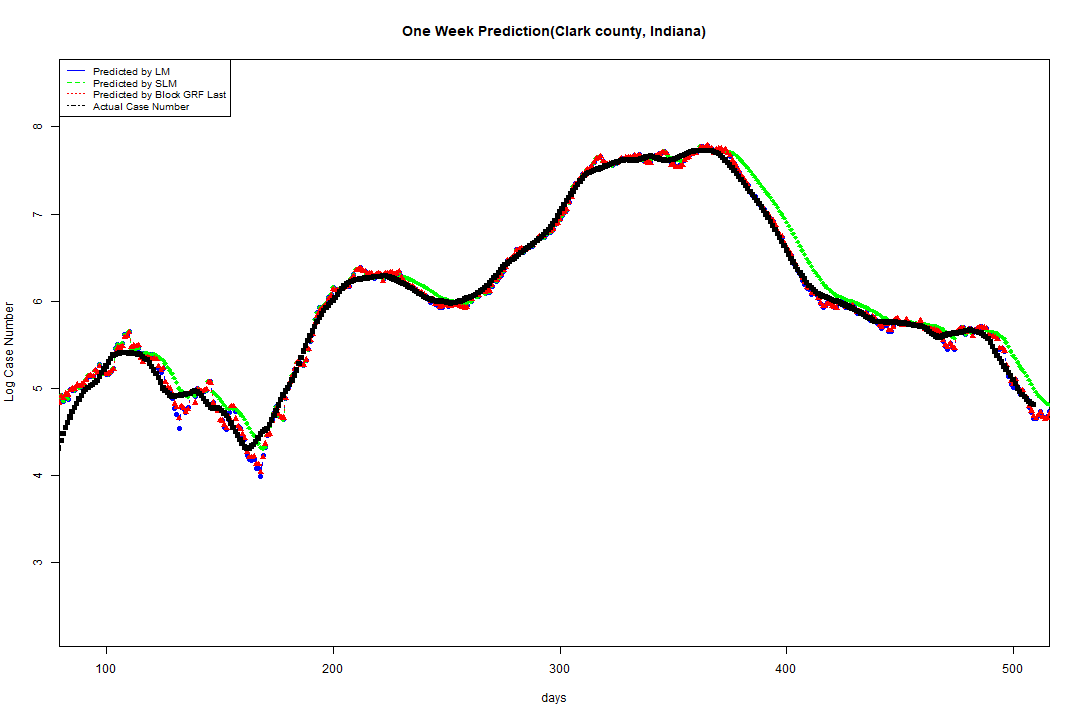 One Week Prediction(Clark county, Indiana)
Predicted by LM
Predicted by SLM
Predicted by Block GRF Last
Actual Case Number
8
7
6
5
4
3
Log Case Number
100 200 300 400 500
days